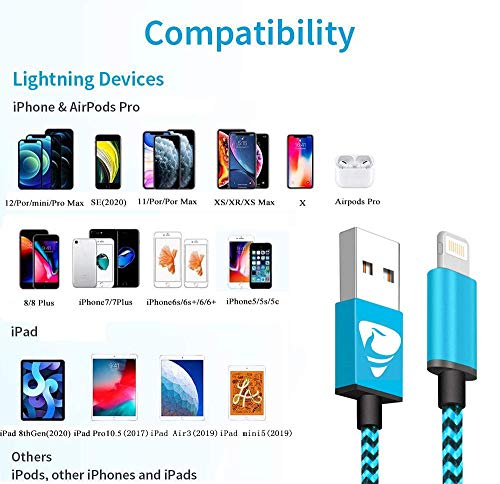 Compatibility
Lightning Devices
iPhone & AirPods Pro
12/Por/mini/Pro Max SE(2020) 11/Por/Por Max XS/XR/XS Max X Airpods Pro
8/8 Plus iPhone7/7Plus iPhone6s/6s+/6/6+ iPhone5/5s/5c
iPad
iPad 8thGen(2020) iPad Pro10.5(2017) iPad Air3(2019) iPad mini5(2019)
Others
iPods, other iPhones and iPads